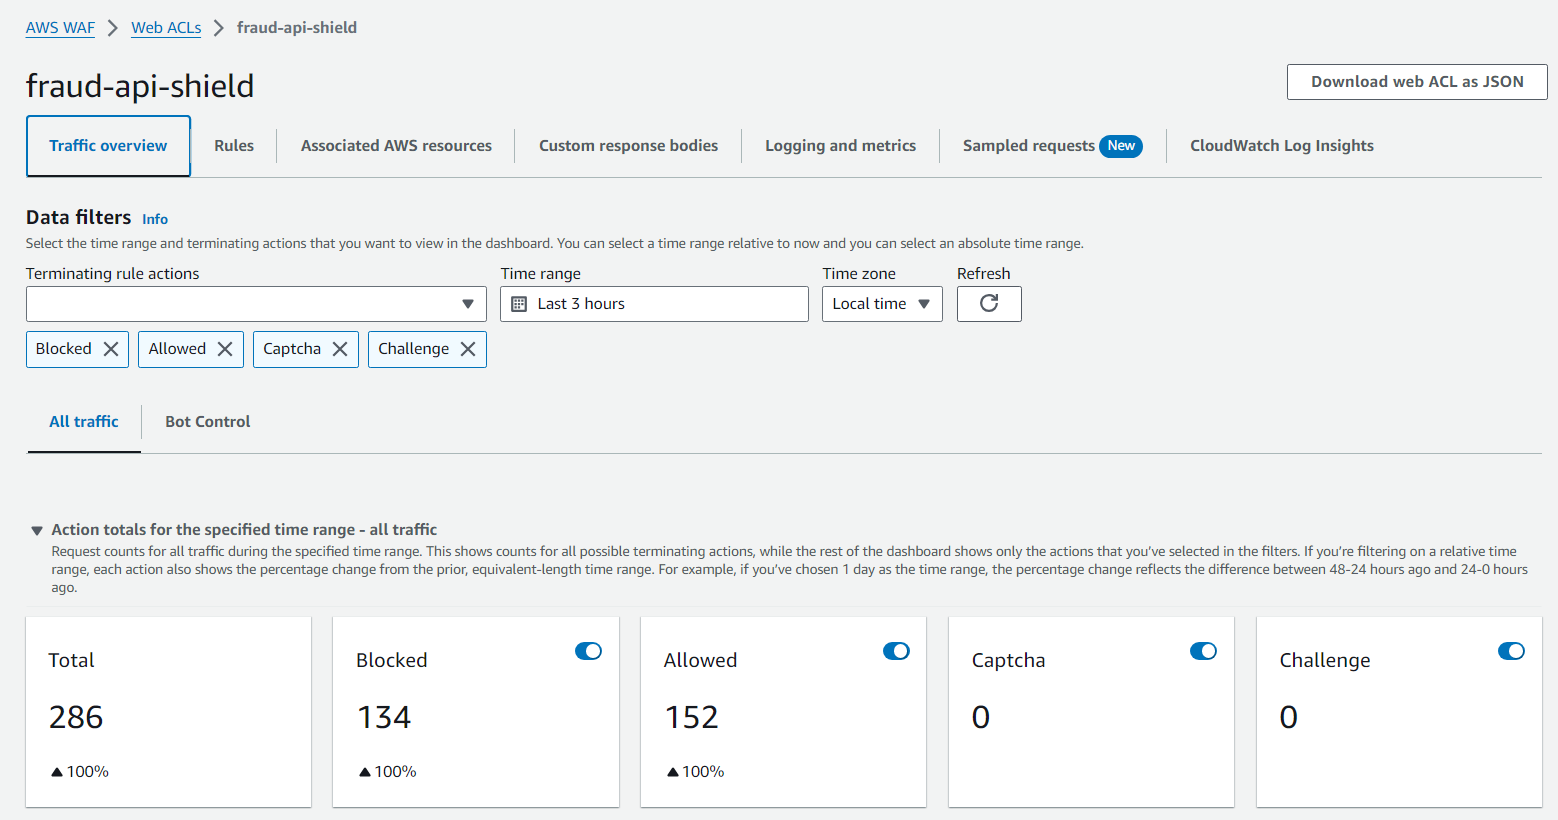 AWS WAF > Web ACLs > fraud-api-shield
fraud-api-shield
Download web ACL as JSON
Traffic overview
Rules
Associated AWS resources
Custom response bodies
Logging and metrics
Sampled requests New
CloudWatch Log Insights
Data filters Info
Select the time range and terminating actions that you want to view in the dashboard. You can select a time range relative to now and you can select an absolute time range.
Terminating rule actions
Time range
Time zone
Refresh
Last 3 hours
Local time
Blocked
Allowed
Captcha
Challenge
All traffic
Bot Control
Action totals for the specified time range - all traffic
Request counts for all traffic during the specified time range. This shows counts for all possible terminating actions, while the rest of the dashboard shows only the actions that you've selected in the filters. If you're filtering on a relative time
range, each action also shows the percentage change from the prior, equivalent-length time range. For example, if you've chosen 1 day as the time range, the percentage change reflects the difference between 48-24 hours ago and 24-0 hours
ago.
Total
286
▲ 100%
Blocked
134
▲ 100%
Allowed
152
▲ 100%
Captcha
0
Challenge
0